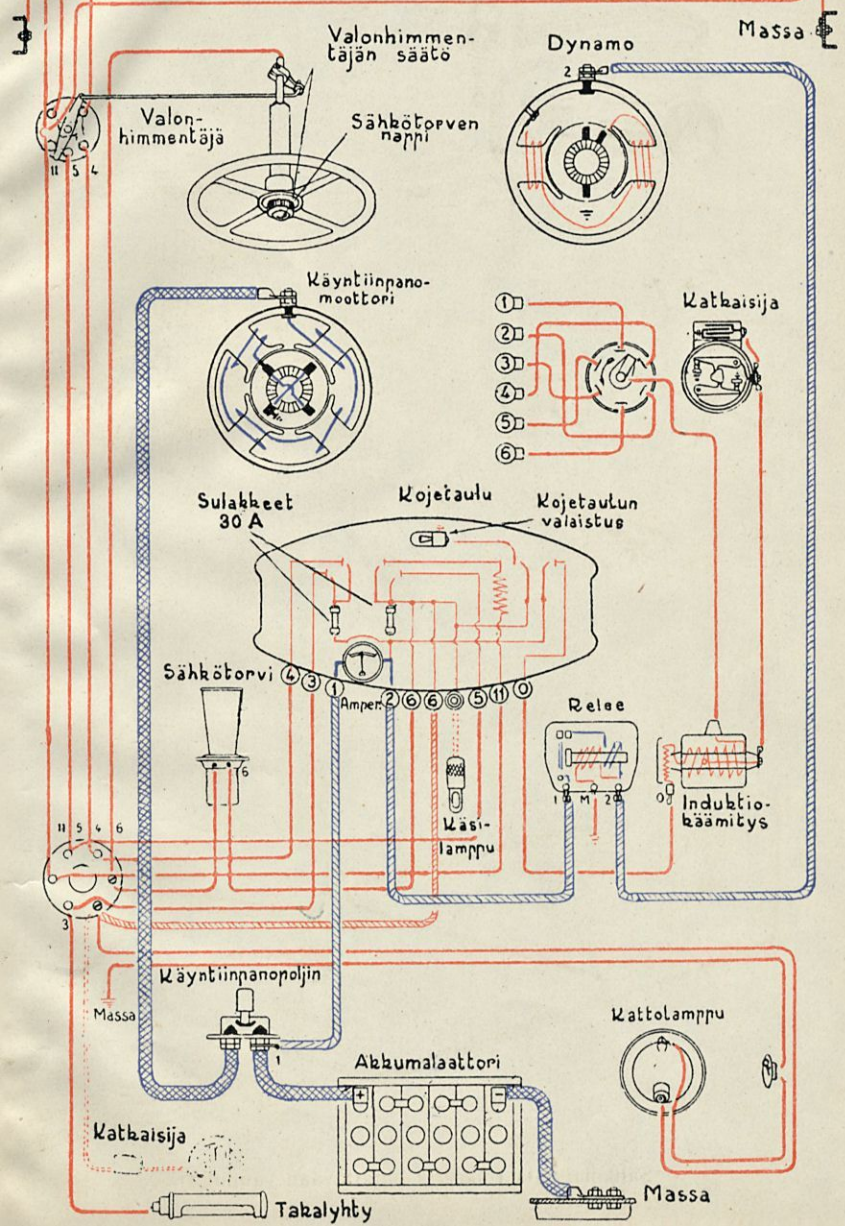 Valonhimmen-
täjän säätö
Dynamo
Massa
2
Valon-
himmentäjä
Sähkötorven
nappi
11 5 4
Käyntiinpano-
moottori
1
2
3
4
5
6
Katkaisija
Sulakkeet
30 A
Kojetaulu
Kojetaulun
valaistus
Sähkötorvi
4 3 1 Amper. 2 6 6 5 11 0
6
Relee
1 M 2
0
Induktio-
käämitys
Käsi-
lamppu
11 5 4 6
3
Massa
Käyntiinpanopoljin
1
Kattolamppu
Akkumalaattori
+ −
Katkaisija
Takalyhty
Massa